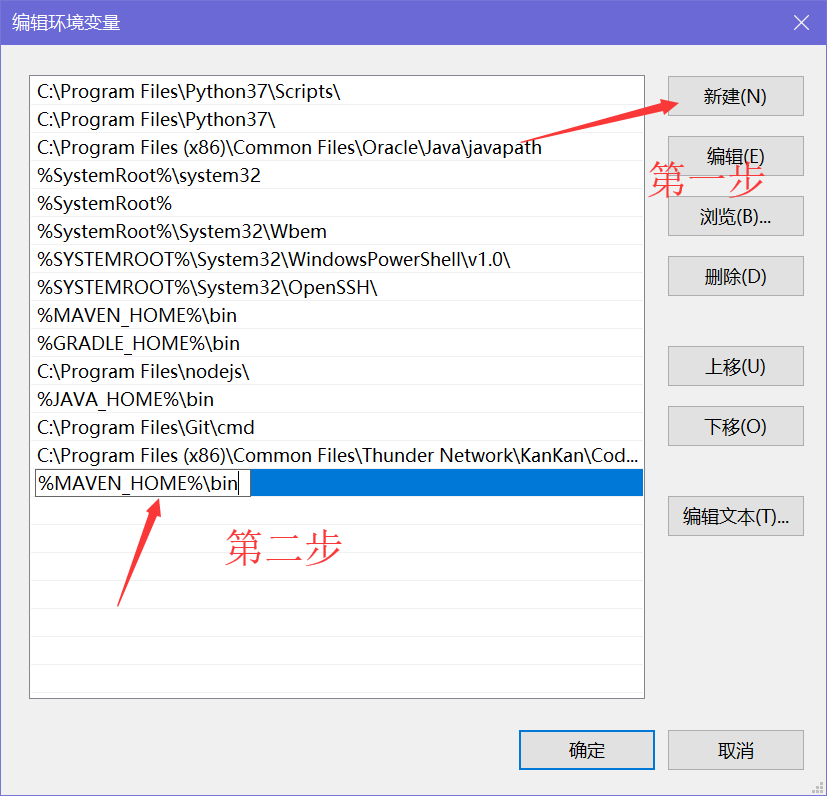 编辑环境变量
C:\Program Files\Python37\Scripts\
C:\Program Files\Python37\
C:\Program Files (x86)\Common Files\Oracle\Java\javapath
%SystemRoot%\system32
%SystemRoot%
%SystemRoot%\System32\Wbem
%SYSTEMROOT%\System32\WindowsPowerShell\v1.0\
%SYSTEMROOT%\System32\OpenSSH\
%MAVEN_HOME%\bin
%GRADLE_HOME%\bin
C:\Program Files\nodejs\
%JAVA_HOME%\bin
C:\Program Files\Git\cmd
C:\Program Files (x86)\Common Files\Thunder Network\KanKan\Cod...
%MAVEN_HOME%\bin
第二步
新建(N)
编辑(E)
第一步
浏览(B)...
删除(D)
上移(U)
下移(O)
编辑文本(T)...
确定
取消